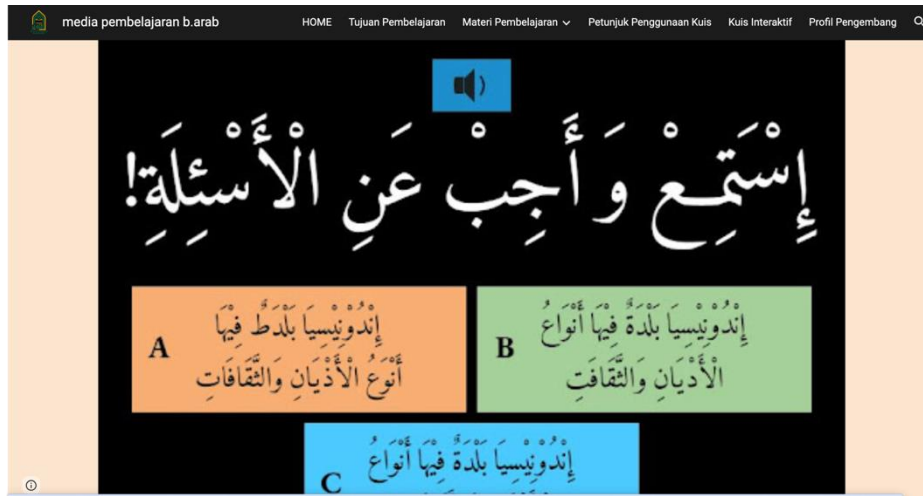 media pembelajaran b.arab
HOME Tujuan Pembelajaran Materi Pembelajaran Petunjuk Penggunaan Kuis Kuis Interaktif Profil Pengembang
إِسْتَمِعْ وَ أَجِبْ عَنِ الْأَسْئِلَةِ!
A
إِنْدُوْنِيْسِيَا بَلْدَطٌ فِيْهَا
أَنْوَعُ الْأَذْيَانِ وَالثَّقَافَاتِ
B
إِنْدُوْنِيْسِيَا بَلْدَةٌ فِيْهَا أَنْوَاعُ
الْأَدْيَانِ وَالثَّقَافَتِ
C
إِنْدُوْنِيْسِيَا بَلْدَةٌ فِيْهَا أَنْوَاعُ